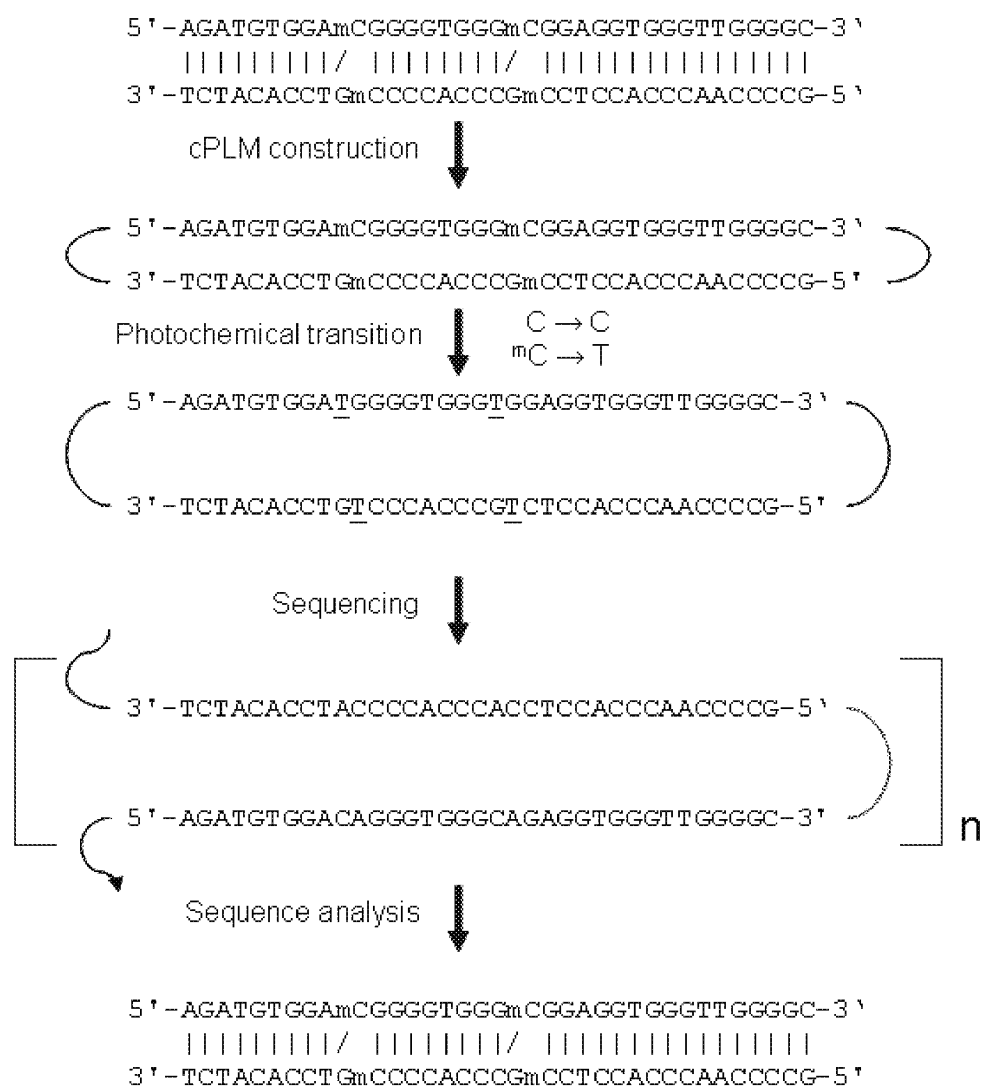 5'-AGATGTGGAmCGGGGTGGGmCGGAGGTGGGTTGGGGC-3'
|||||||||/ ||||||||/ ||||||||||||||||
3'-TCTACACCTGmCCCCACCCGmCCTCCACCCAACCCCG-5'
cPLM construction
5'-AGATGTGGAmCGGGGTGGGmCGGAGGTGGGTTGGGGC-3'
3'-TCTACACCTGmCCCCACCCGmCCTCCACCCAACCCCG-5'
Photochemical transition
C → C
mC → T
5'-AGATGTGGATGGGGTGGGTGGAGGTGGGTTGGGGC-3'
3'-TCTACACCTGTCCCACCCGTCTCCACCCAACCCCG-5'
Sequencing
3'-TCTACACCTACCCCACCCACCTCCACCCAACCCCG-5'
5'-AGATGTGGACAGGGTGGGCAGAGGTGGGTTGGGGC-3'
n
Sequence analysis
5'-AGATGTGGAmCGGGGTGGGmCGGAGGTGGGTTGGGGC-3'
|||||||||/ ||||||||/ ||||||||||||||||
3'-TCTACACCTGmCCCCACCCGmCCTCCACCCAACCCCG-5'